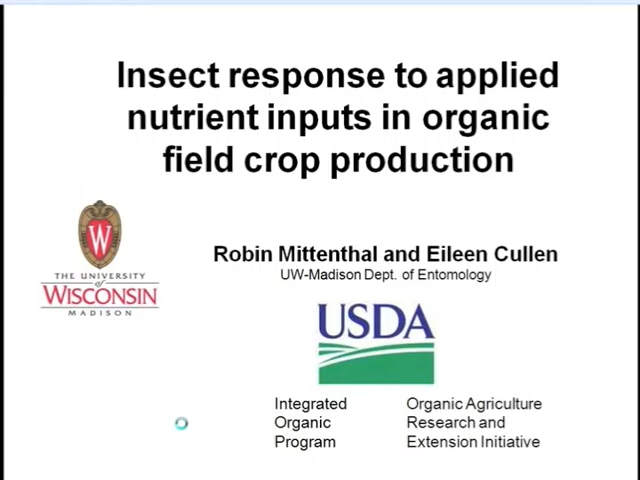 Insect response to applied
nutrient inputs in organic
field crop production
W
THE UNIVERSITY
of
WISCONSIN
MADISON
Robin Mittenthal and Eileen Cullen
UW-Madison Dept. of Entomology
USDA
Integrated
Organic
Program
Organic Agriculture
Research and
Extension Initiative